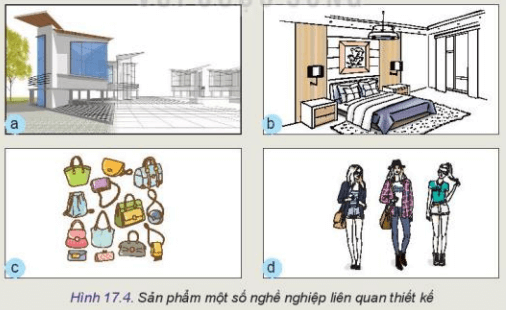 a
b
c
d
Hình 17.4. Sản phẩm một số nghề nghiệp liên quan thiết kế